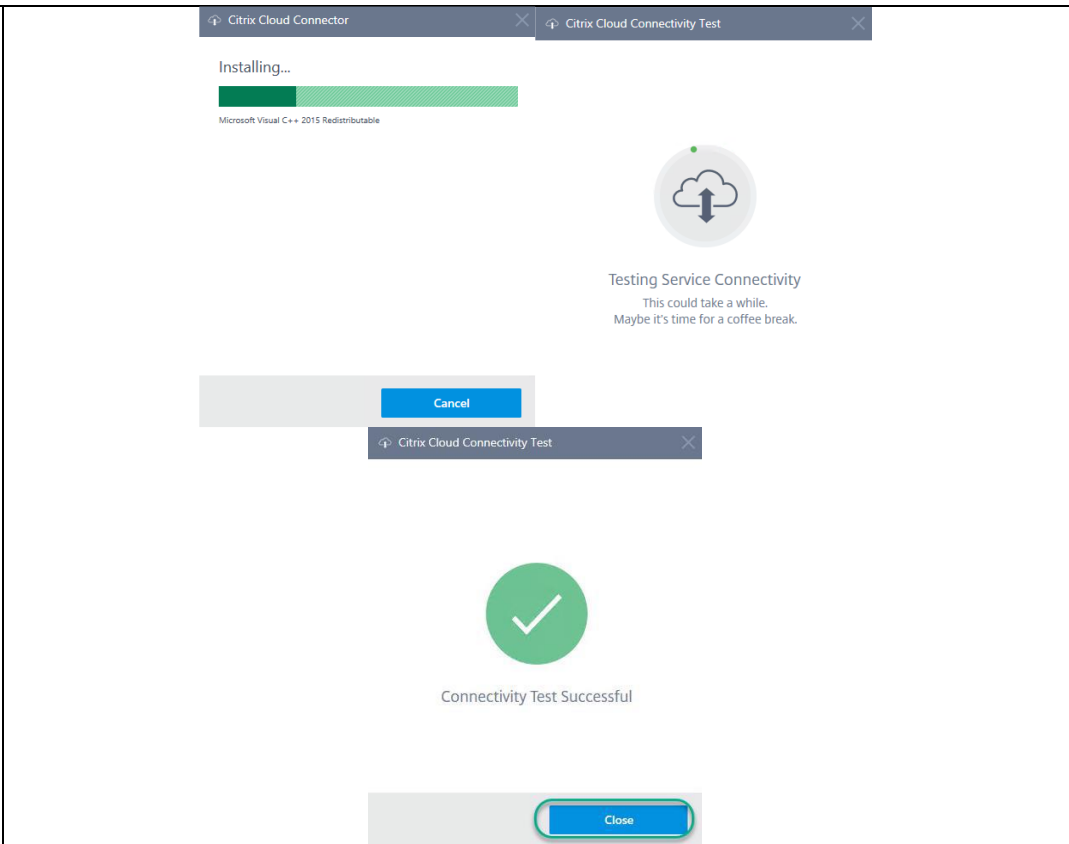 Citrix Cloud Connector
Installing...
Microsoft Visual C++ 2015 Redistributable
Cancel
Citrix Cloud Connectivity Test
Testing Service Connectivity
This could take a while.
Maybe it's time for a coffee break.
Citrix Cloud Connectivity Test
Connectivity Test Successful
Close